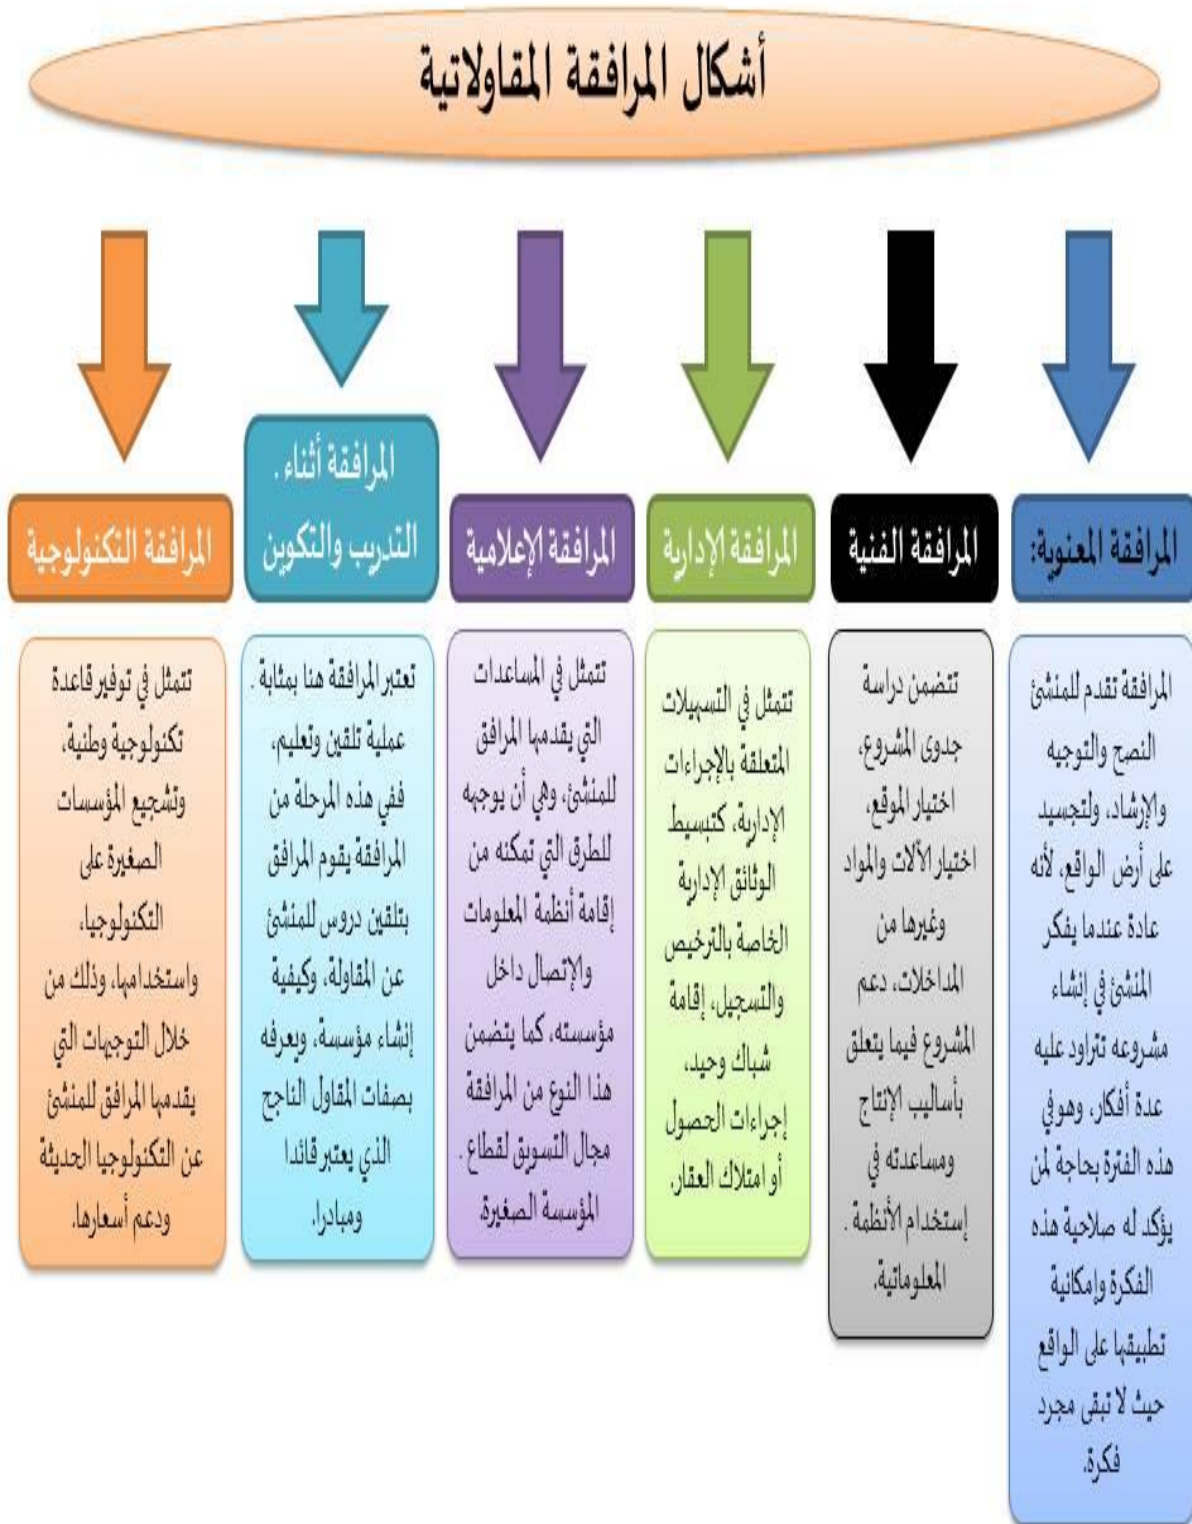 أشكال المرافقة المقاولاتية
المرافقة المعنوية:
المرافقة تقدم للمنشئ
النصح والتوجيه
والإرشاد، ولتجسيد
على أرض الواقع، لأنه
عادة عندما يفكر
المنشئ في إنشاء
مشروعه تتراود عليه
عدة أفكار، وهو في
هذه الفترة بحاجة لمن
يؤكد له صلاحية هذه
الفكرة وإمكانية
تطبيقها على الواقع
حيث لا تبقى مجرد
فكرة.
المرافقة الفنية
تتضمن دراسة
جدوى المشروع،
اختيار الموقع،
اختيار الآلات والمواد
وغيرها من
المداخلات، دعم
المشروع فيما يتعلق
بأساليب الإنتاج
ومساعدته في
إستخدام الأنظمة .
المعلوماتية.
المرافقة الإدارية
تتمثل في التسهيلات
المتعلقة بالإجراءات
الإدارية، كتبسيط
الوثائق الإدارية
الخاصة بالترخيص
والتسجيل، إقامة
شباك وحيد،
إجراءات الحصول
أو امتلاك العقار.
المرافقة الإعلامية
تتمثل في المساعدات
التي يقدمها المرافق
للمنشئ، وهي أن يوجهه
للطرق التي تمكنه من
إقامة أنظمة المعلومات
والإتصال داخل
مؤسسته، كما يتضمن
هذا النوع من المرافقة
مجال التسويق لقطاع .
المؤسسة الصغيرة.
المرافقة أثناء .
التدريب والتكوين
تعتبر المرافقة هنا بمثابة .
عملية تلقين وتعليم،
ففي هذه المرحلة من
المرافقة يقوم المرافق
بتلقين دروس للمنشئ
عن المقاولة، وكيفية
إنشاء مؤسسة، ويعرفه
بصفات المقاول الناجح
الذي يعتبر قائدا
ومبادرا.
المرافقة التكنولوجية
تتمثل في توفير قاعدة
تكنولوجية وطنية،
وتشجيع المؤسسات
الصغيرة على
التكنولوجيا،
واستخدامها، وذلك من
خلال التوجيهات التي
يقدمها المرافق للمنشئ
عن التكنولوجيا الحديثة
ودعم أسعارها.